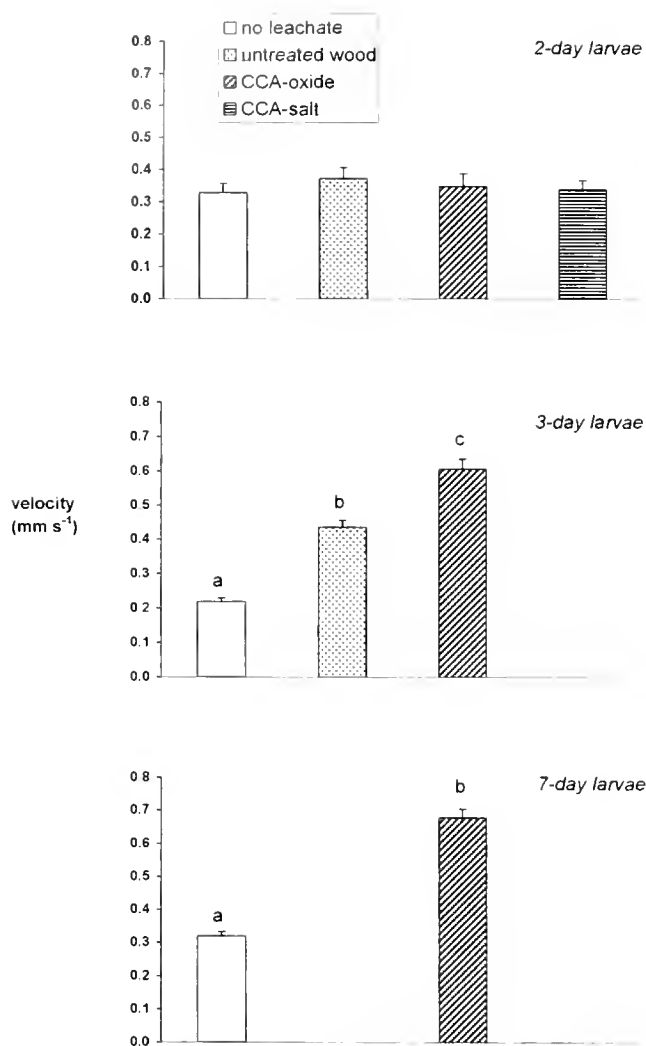 no leachate
untreated wood
CCA-oxide
CCA-salt
2-day larvae
0.8
0.7
0.6
0.5
0.4
0.3
0.2
0.1
0.0
3-day larvae
0.8
0.7
0.6
0.5
0.4
0.3
0.2
0.1
0.0
a
b
c
velocity
(mm s⁻¹)
7-day larvae
0.8
0.7
0.6
0.5
0.4
0.3
0.2
0.1
0.0
a
b